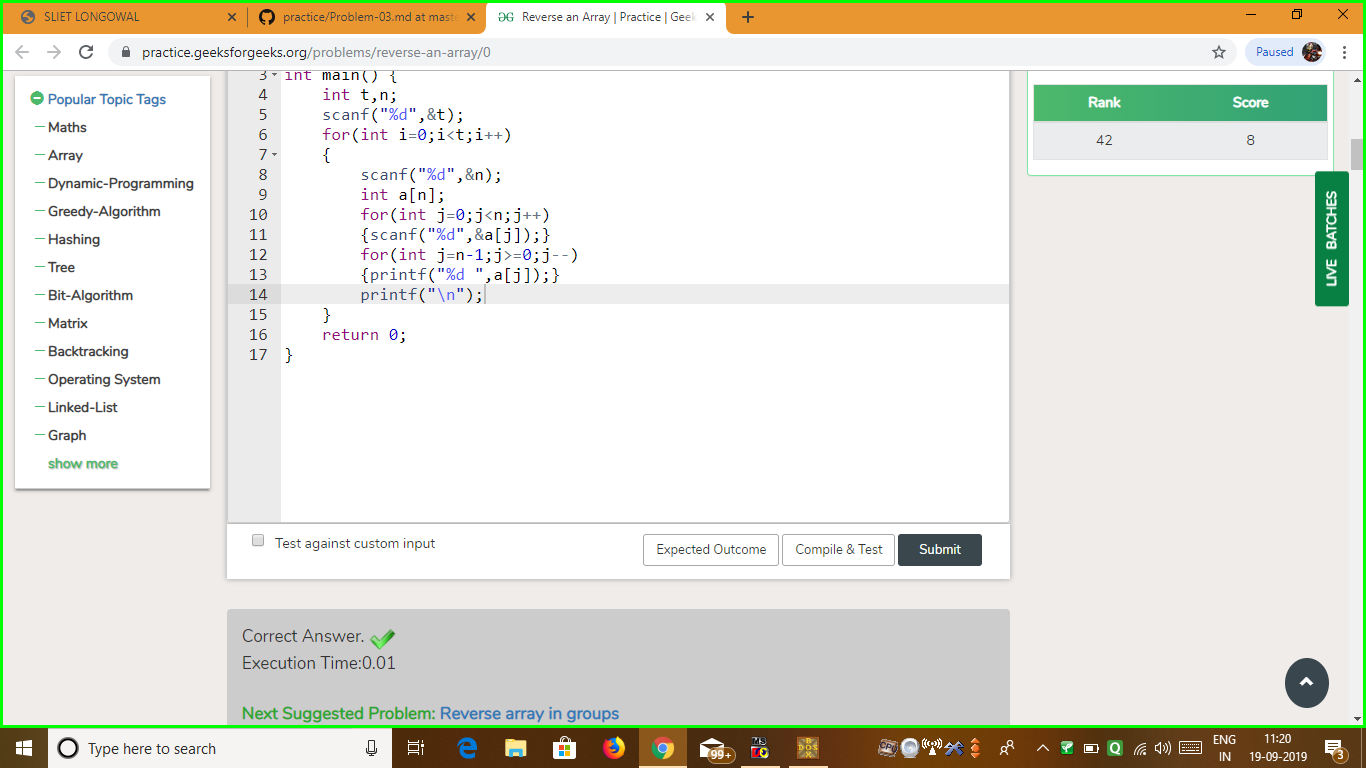 SLIET LONGOWAL
practice/Problem-03.md at mast
Reverse an Array | Practice | Geek
practice.geeksforgeeks.org/problems/reverse-an-array/0
Paused
Popular Topic Tags
Maths
Array
Dynamic-Programming
Greedy-Algorithm
Hashing
Tree
Bit-Algorithm
Matrix
Backtracking
Operating System
Linked-List
Graph
show more
3 int main() {
4 int t,n;
5 scanf("%d",&t);
6 for(int i=0;i<t;i++)
7 {
8 scanf("%d",&n);
9 int a[n];
10 for(int j=0;j<n;j++)
11 {scanf("%d",&a[j]);}
12 for(int j=n-1;j>=0;j--)
13 {printf("%d ",a[j]);}
14 printf("\n");
15 }
16 return 0;
17 }
Rank Score
42 8
LIVE BATCHES
Test against custom input
Expected Outcome
Compile & Test
Submit
Correct Answer.
Execution Time:0.01
Next Suggested Problem: Reverse array in groups
Type here to search
99+
ENG
IN
11:20
19-09-2019
3